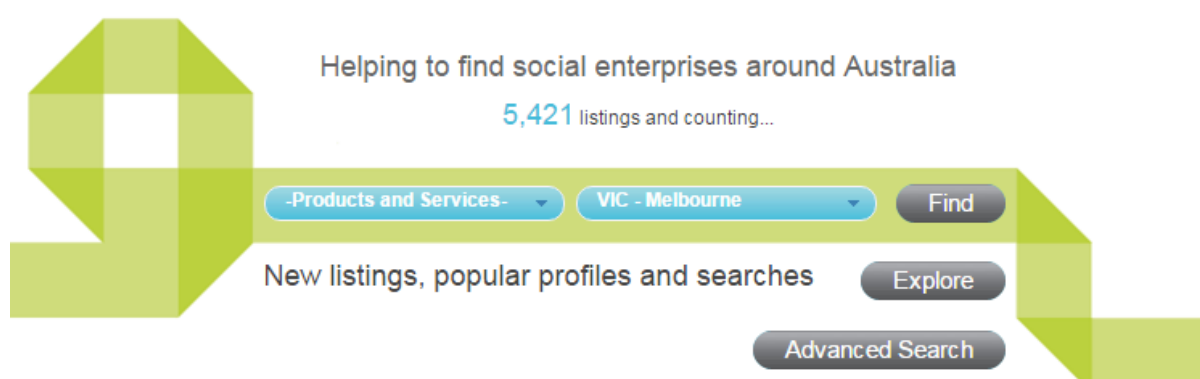 Helping to find social enterprises around Australia
5,421 listings and counting...
-Products and Services- VIC - Melbourne Find
New listings, popular profiles and searches Explore
Advanced Search